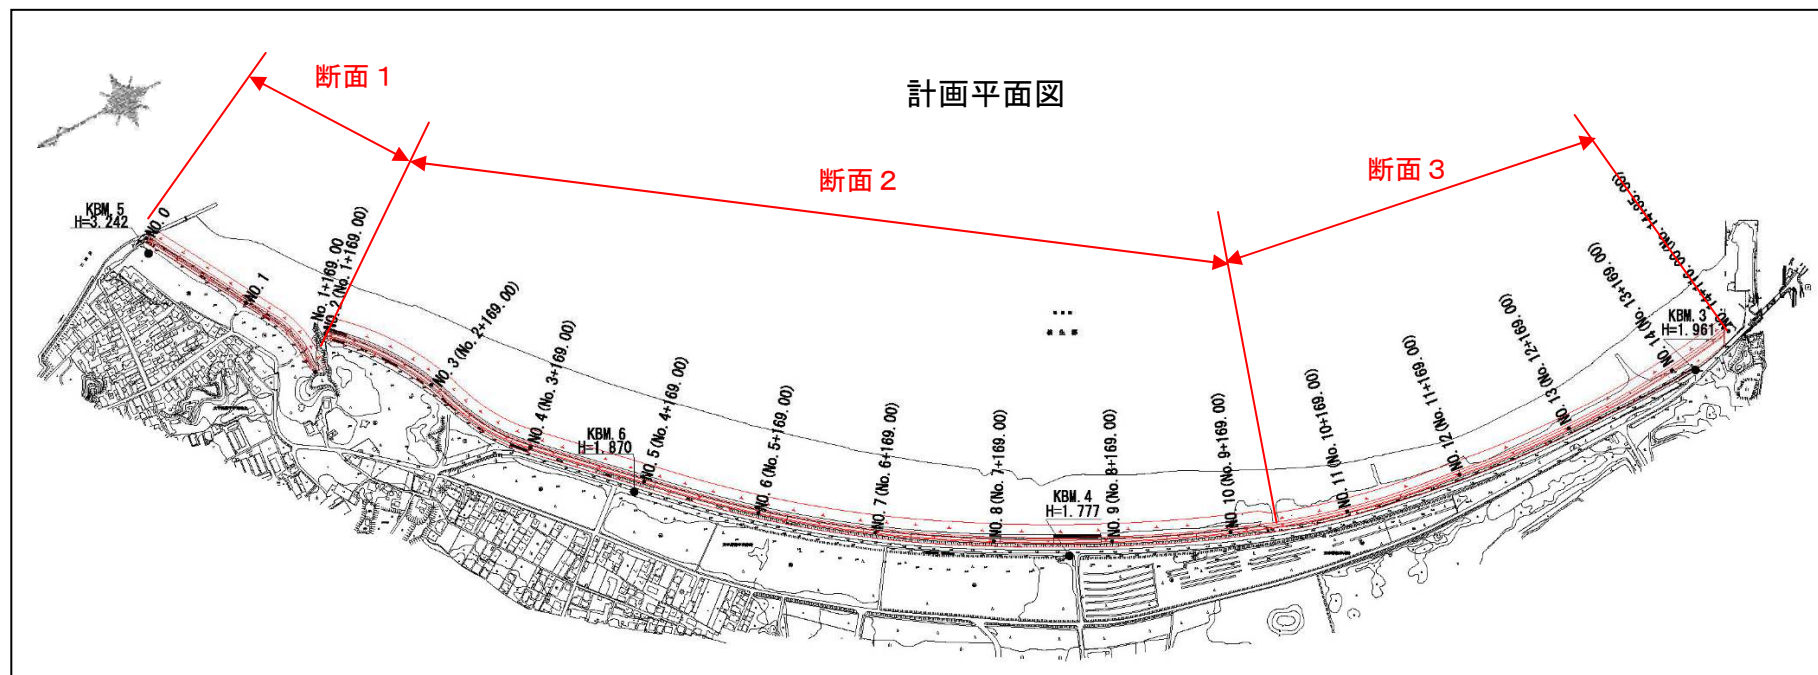 計画平面図
断面1
断面2
断面3
KBM.5
H=3.242
NO.0
NO.1
No.1+169.00
NO.2(No.1+169.00)
NO.3(No.2+169.00)
NO.4(No.3+169.00)
KBM.6
H=1.870
NO.5(No.4+169.00)
NO.6(No.5+169.00)
NO.7(No.6+169.00)
NO.8(No.7+169.00)
KBM.4
H=1.777
NO.9(No.8+169.00)
NO.10(No.9+169.00)
NO.11(No.10+169.00)
NO.12(No.11+169.00)
NO.13(No.12+169.00)
NO.14(No.13+169.00)
KBM.3
H=1.961